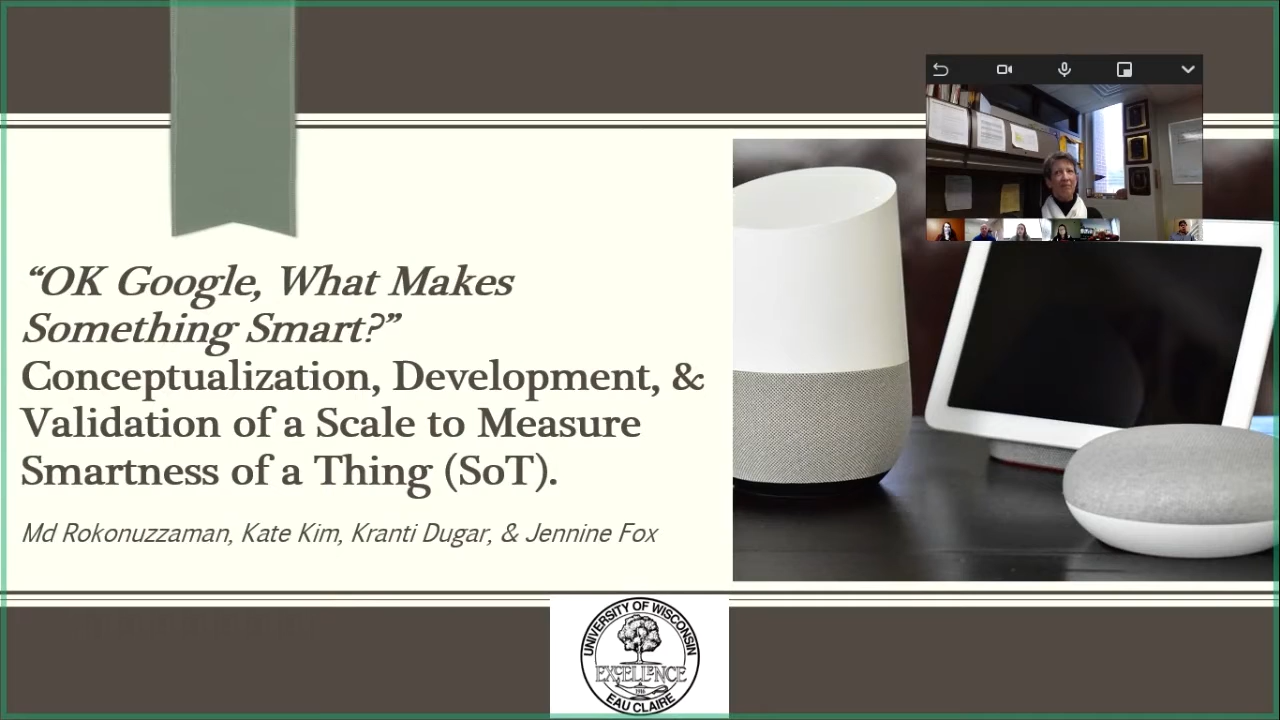 “OK Google, What Makes
Something Smart?”
Conceptualization, Development, &
Validation of a Scale to Measure
Smartness of a Thing (SoT).
Md Rokonuzzaman, Kate Kim, Kranti Dugar, & Jennine Fox
UNIVERSITY OF WISCONSIN
EXCELLENCE
1916
EAU CLAIRE